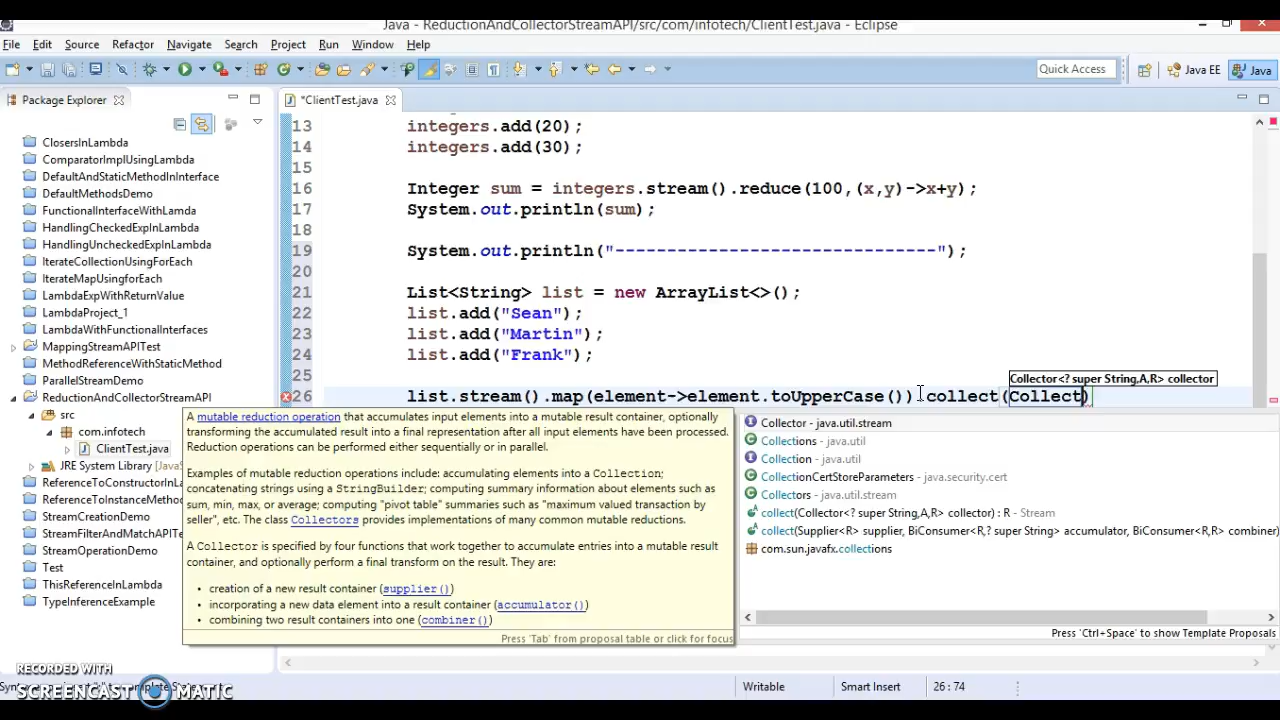 Java - ReductionAndCollectorStreamAPI/src/com/infotech/ClientTest.java - Eclipse
File Edit Source Refactor Navigate Search Project Run Window Help
Quick Access
Java EE
Java
Package Explorer
*ClientTest.java
ClosersInLambda
ComparatorImplUsingLambda
DefaultAndStaticMethodInInterface
DefaultMethodsDemo
FunctionalInterfaceWithLamda
HandlingCheckedExpInLambda
HandlingUncheckedExpInLambda
IterateCollectionUsingForEach
IterateMapUsingforEach
LambdaExpWithReturnValue
LambdaProject_1
LambdaWithFunctionalInterfaces
MappingStreamAPITest
MethodReferenceWithStaticMethod
ParallelStreamDemo
ReductionAndCollectorStreamAPI
src
com.infotech
ClientTest.java
JRE System Library [Java
ReferenceToConstructorInLa
ReferenceToInstanceMethod
StreamCreationDemo
StreamFilterAndMatchAPITe
StreamOperationDemo
Test
ThisReferenceInLambda
TypeInferenceExample
13 integers.add(20);
14 integers.add(30);
15
16 Integer sum = integers.stream().reduce(100,(x,y)->x+y);
17 System.out.println(sum);
18
19 System.out.println("-------------------------------");
20
21 List<String> list = new ArrayList<>();
22 list.add("Sean");
23 list.add("Martin");
24 list.add("Frank");
25
Collector<? super String,A,R> collector
26 list.stream().map(element->element.toUpperCase()).collect(Collect)
A mutable reduction operation that accumulates input elements into a mutable result container, optionally
transforming the accumulated result into a final representation after all input elements have been processed.
Reduction operations can be performed either sequentially or in parallel.
Examples of mutable reduction operations include: accumulating elements into a Collection;
concatenating strings using a StringBuilder; computing summary information about elements such as
sum, min, max, or average; computing "pivot table" summaries such as "maximum valued transaction by
seller", etc. The class Collectors provides implementations of many common mutable reductions.
A Collector is specified by four functions that work together to accumulate entries into a mutable result
container, and optionally perform a final transform on the result. They are:
• creation of a new result container (supplier())
• incorporating a new data element into a result container (accumulator())
• combining two result containers into one (combiner())
Press 'Tab' from proposal table or click for focus
Collector - java.util.stream
Collections - java.util
Collection - java.util
CollectionCertStoreParameters - java.security.cert
Collectors - java.util.stream
collect(Collector<? super String,A,R> collector) : R - Stream
collect(Supplier<R> supplier, BiConsumer<R,? super String> accumulator, BiConsumer<R,R> combiner)
com.sun.javafx.collections
Press 'Ctrl+Space' to show Template Proposals
RECORDED WITH
SCREENCAST MATIC
Writable
Smart Insert
26 : 74